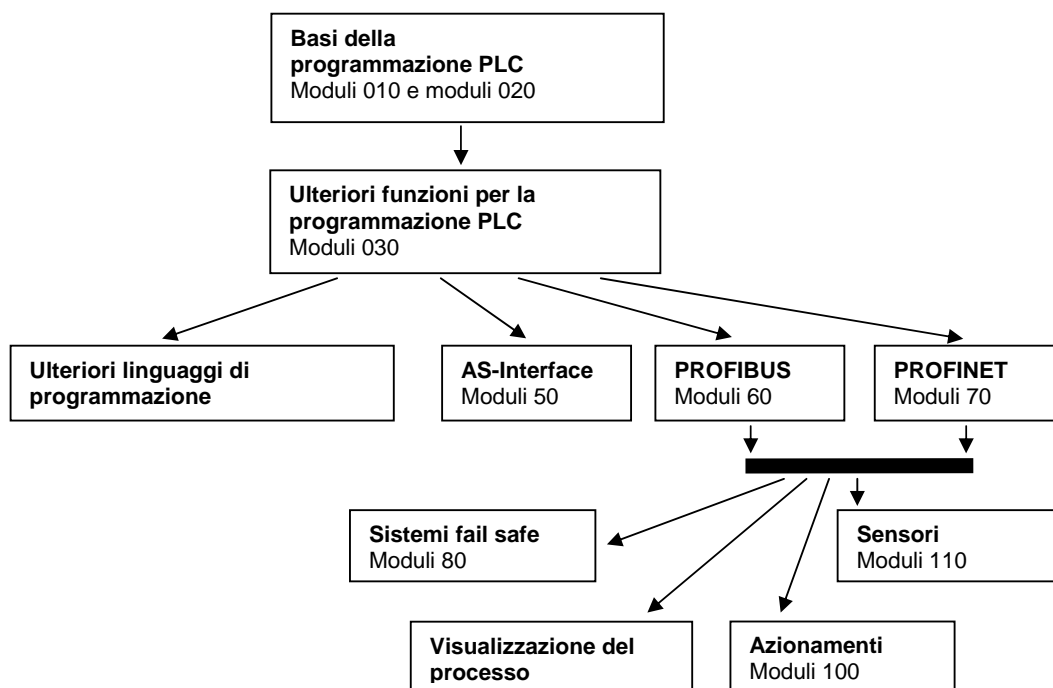 Basi della
programmazione PLC
Moduli 010 e moduli 020
Ulteriori funzioni per la
programmazione PLC
Moduli 030
Ulteriori linguaggi di
programmazione
AS-Interface
Moduli 50
PROFIBUS
Moduli 60
PROFINET
Moduli 70
Sistemi fail safe
Moduli 80
Sensori
Moduli 110
Visualizzazione del
processo
Azionamenti
Moduli 100